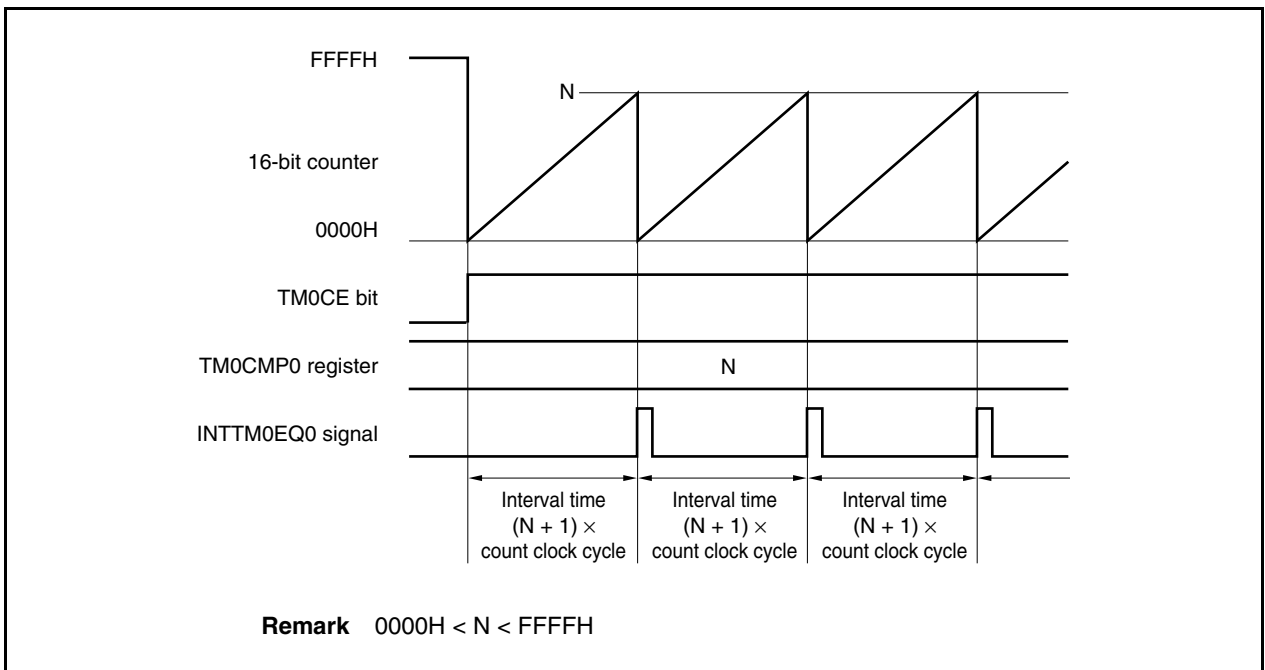 FFFFH
N
16-bit counter
0000H
TM0CE bit
TM0CMP0 register
N
INTTM0EQ0 signal
Interval time
(N + 1) ×
count clock cycle
Interval time
(N + 1) ×
count clock cycle
Interval time
(N + 1) ×
count clock cycle
Remark 0000H < N < FFFFH